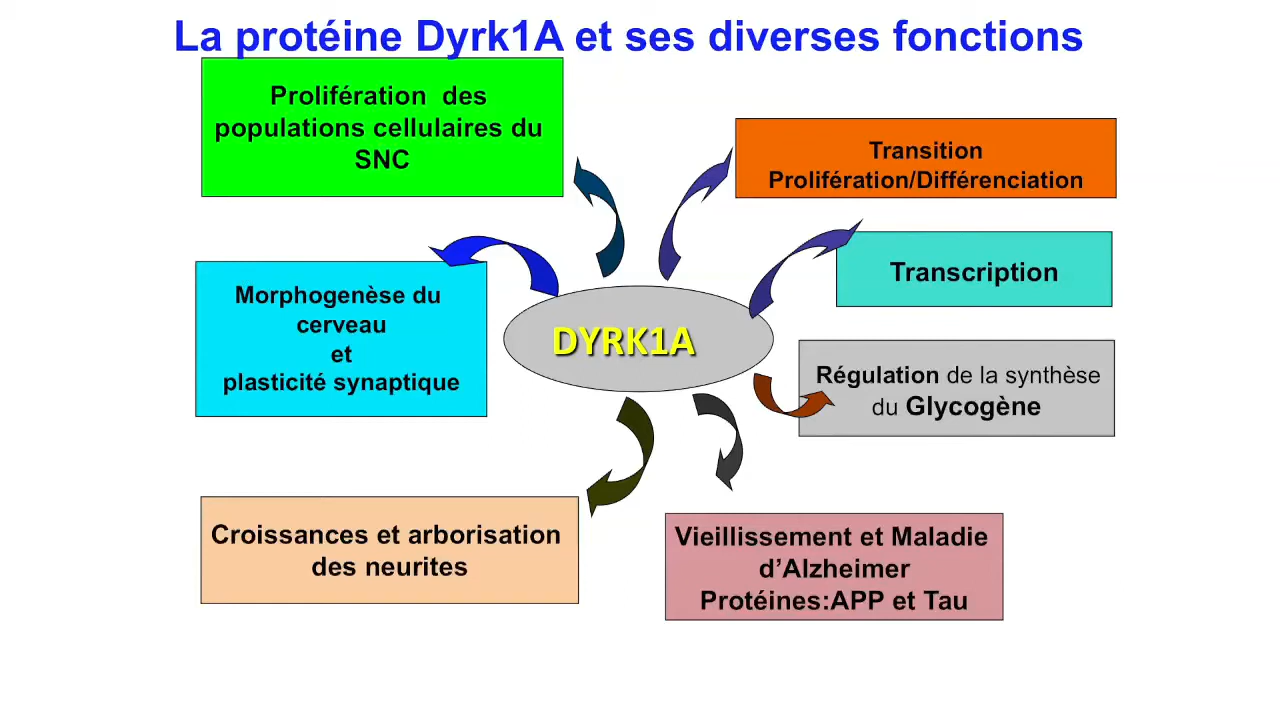 La protéine Dyrk1A et ses diverses fonctions
Prolifération des
populations cellulaires du
SNC
Transition
Prolifération/Différenciation
Transcription
Morphogenèse du
cerveau
et
plasticité synaptique
DYRK1A
Régulation de la synthèse
du Glycogène
Croissances et arborisation
des neurites
Vieillissement et Maladie
d’Alzheimer
Protéines:APP et Tau